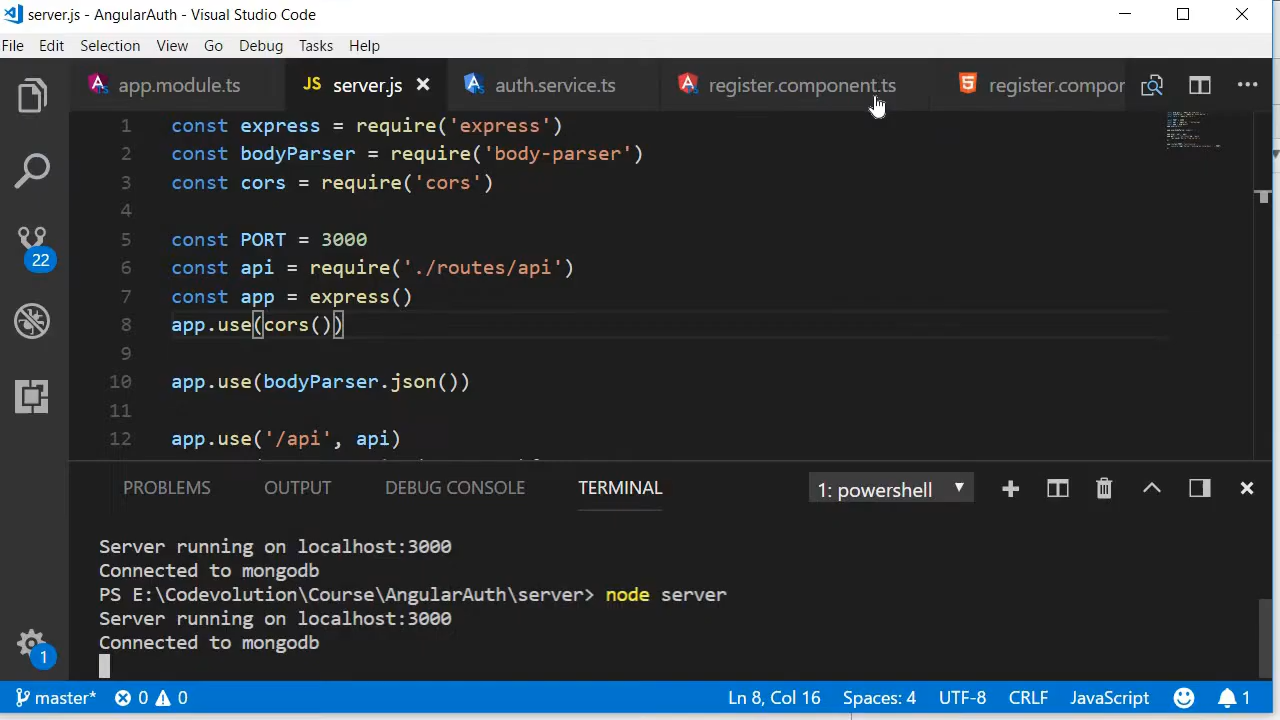 server.js - AngularAuth - Visual Studio Code
File Edit Selection View Go Debug Tasks Help
app.module.ts JS server.js auth.service.ts register.component.ts register.compor
1 const express = require('express')
2 const bodyParser = require('body-parser')
3 const cors = require('cors')
4
5 const PORT = 3000
6 const api = require('./routes/api')
7 const app = express()
8 app.use(cors())
9
10 app.use(bodyParser.json())
11
12 app.use('/api', api)
22
PROBLEMS OUTPUT DEBUG CONSOLE TERMINAL 1: powershell
Server running on localhost:3000
Connected to mongodb
PS E:\Codevolution\Course\AngularAuth\server> node server
Server running on localhost:3000
Connected to mongodb
1
master* 0 0 Ln 8, Col 16 Spaces: 4 UTF-8 CRLF JavaScript 1